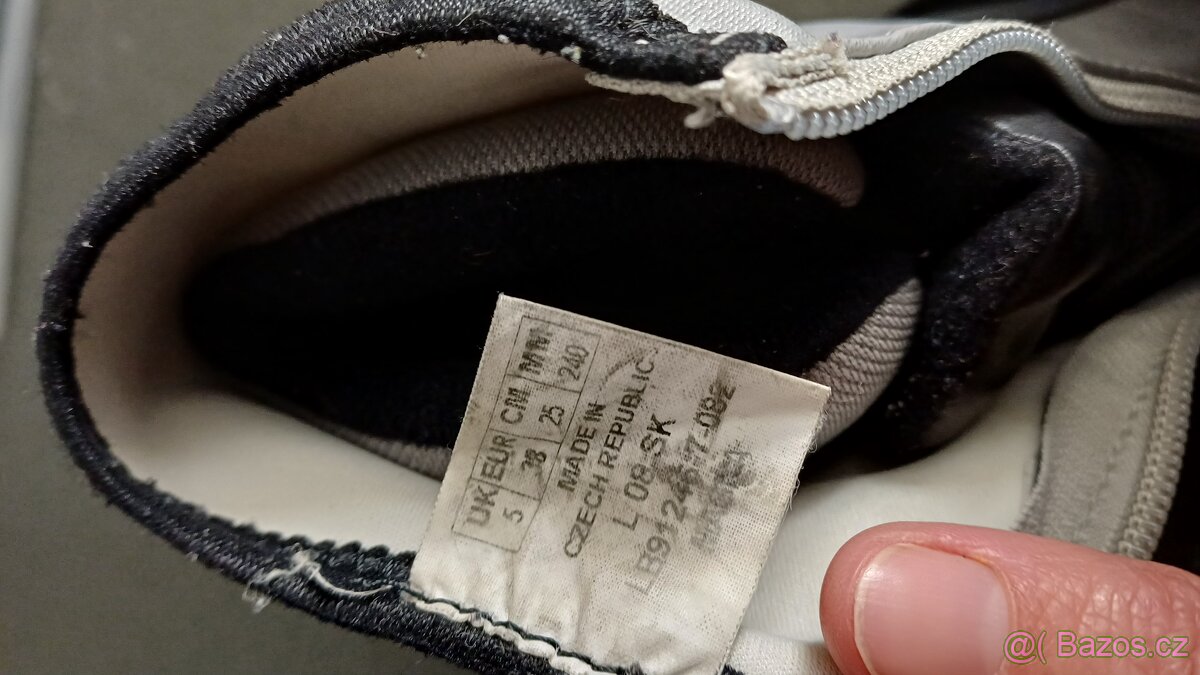 UK EUR CM MM
5 38 25 240
MADE IN
CZECH REPUBLIC
L 08 SK
@( Bazos.cz